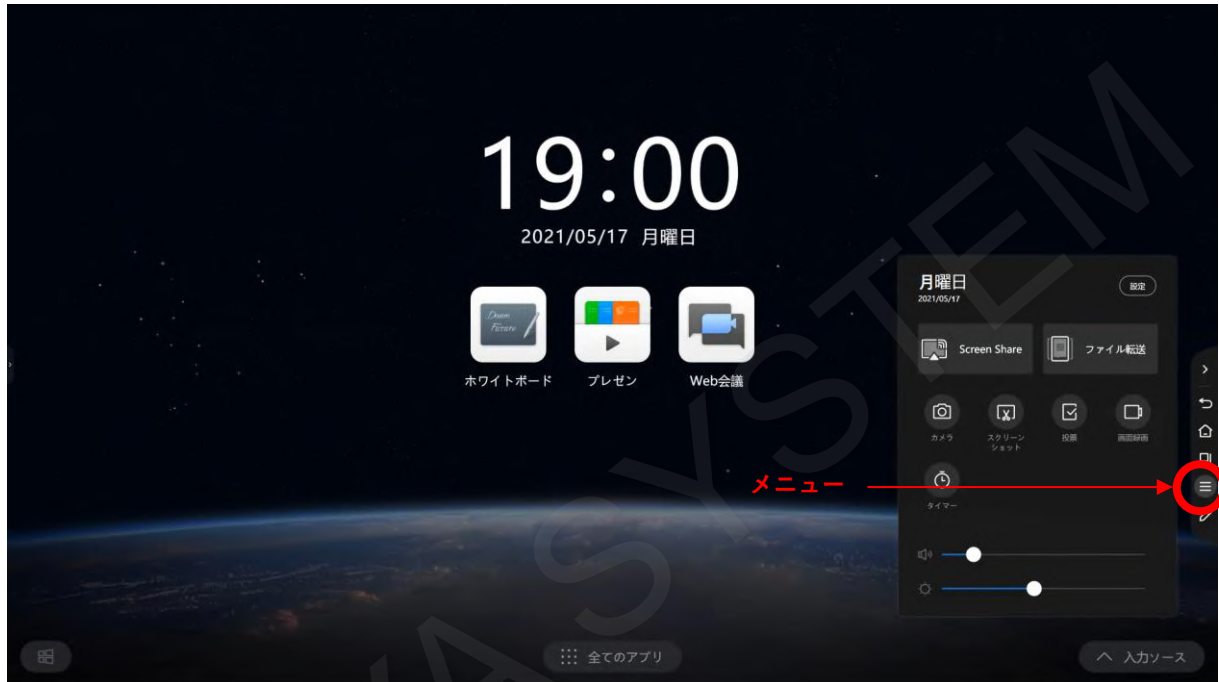 19:00
2021/05/17 月曜日
Dream
Future
ホワイトボード
プレゼン
Web会議
月曜日
2021/05/17
設定
Screen Share
ファイル転送
カメラ
スクリーン
ショット
投票
画面録画
タイマー
メニュー
全てのアプリ
入力ソース
SYSTEM